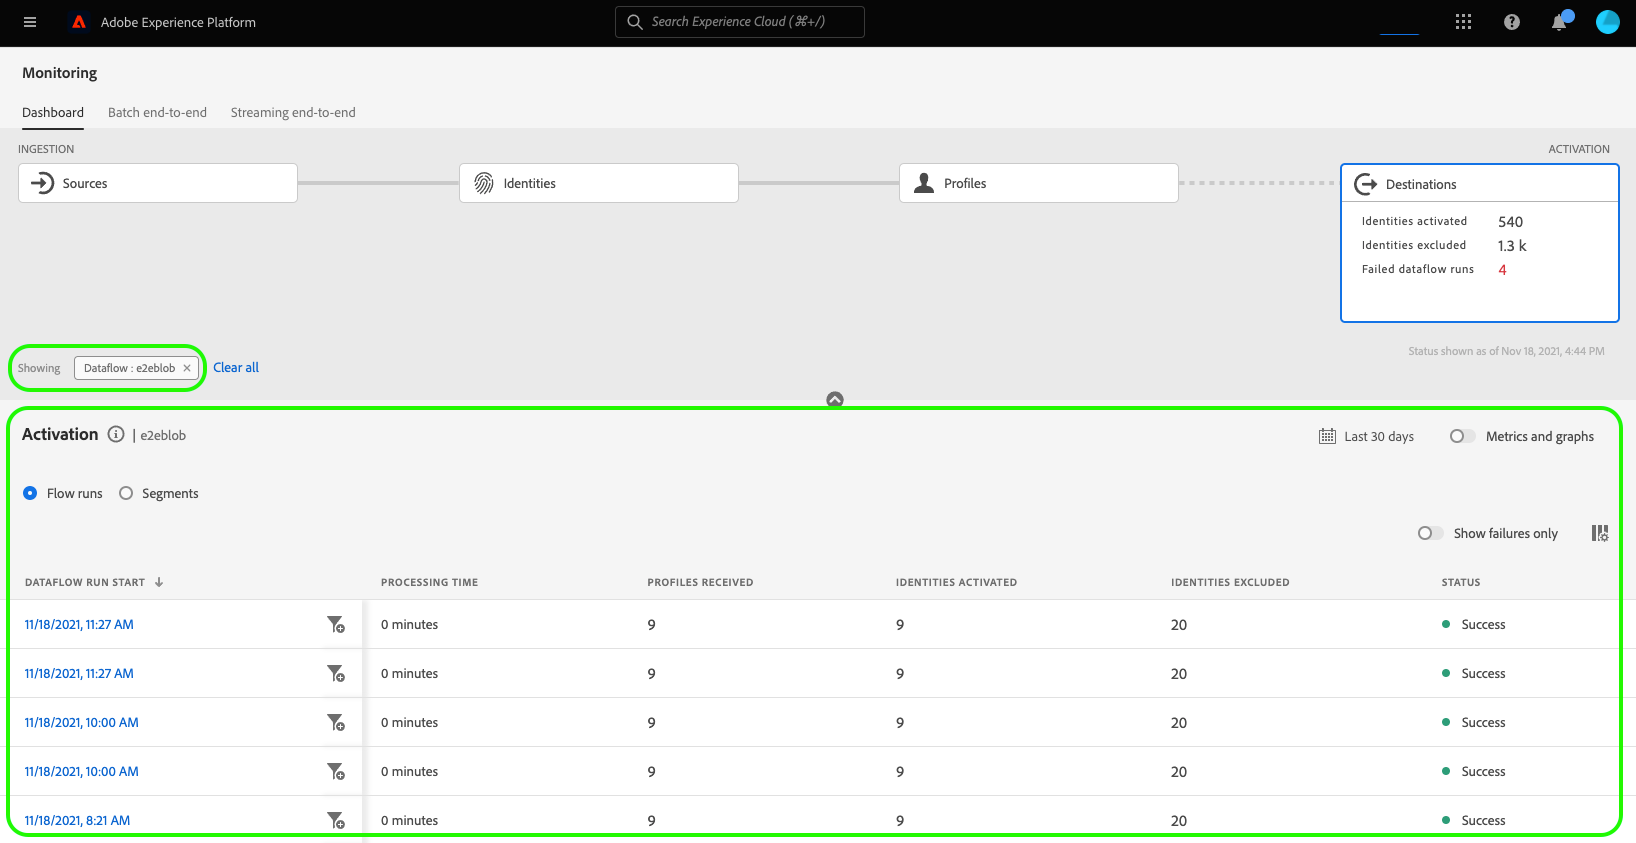 Adobe Experience Platform
Search Experience Cloud (⌘+/)
Monitoring
Dashboard Batch end-to-end Streaming end-to-end
INGESTION ACTIVATION
Sources Identities Profiles Destinations
Identities activated 540
Identities excluded 1.3 k
Failed dataflow runs 4
Status shown as of Nov 18, 2021, 4:44 PM
Showing Dataflow : e2eblob × Clear all
Activation | e2eblob Last 30 days Metrics and graphs
Flow runs Segments
Show failures only
DATAFLOW RUN START ↓ PROCESSING TIME PROFILES RECEIVED IDENTITIES ACTIVATED IDENTITIES EXCLUDED STATUS
11/18/2021, 11:27 AM 0 minutes 9 9 20 Success
11/18/2021, 11:27 AM 0 minutes 9 9 20 Success
11/18/2021, 10:00 AM 0 minutes 9 9 20 Success
11/18/2021, 10:00 AM 0 minutes 9 9 20 Success
11/18/2021, 8:21 AM 0 minutes 9 9 20 Success